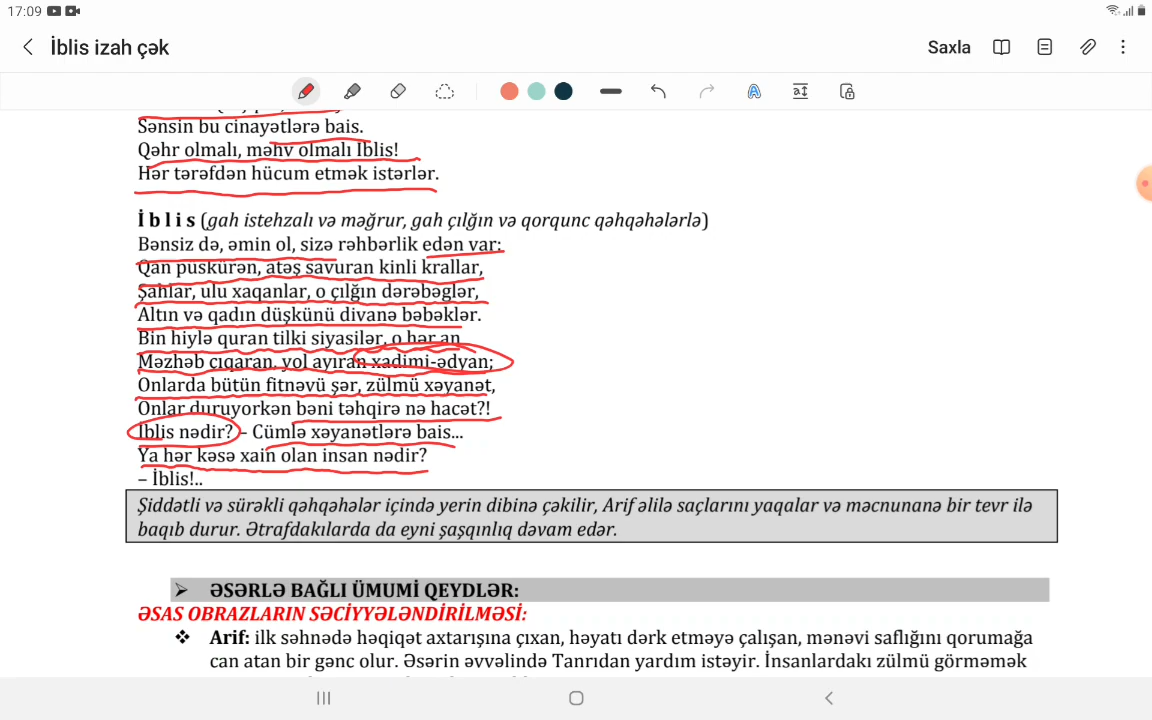 17:09
İblis izah çək
Saxla
Sənsin bu cinayətlərə bais.
Qəhr olmalı, məhv olmalı İblis!
Hər tərəfdən hücum etmək istərlər.
İ b l i s (gah istehzalı və məğrur, gah çılğın və qorqunc qəhqəhələrlə)
Bənsiz də, əmin ol, sizə rəhbərlik edən var:
Qan püskürən, atəş savuran kinli krallar,
Şahlar, ulu xaqanlar, o çılğın dərəbəglər,
Altın və qadın düşkünü divanə bəbəklər.
Bin hiylə quran tilki siyasilər, o hər an
Məzhəb çıqaran, yol ayıran xadimi-ədyan;
Onlarda bütün fitnəvü şər, zülmü xəyanət,
Onlar duruyorkən bəni təhqirə nə hacət?!
İblis nədir? – Cümlə xəyanətlərə bais...
Ya hər kəsə xain olan insan nədir?
– İblis!..
Şiddətli və sürəkli qəhqəhələr içində yerin dibinə çəkilir, Arif əlilə saçlarını yaqalar və məcnunanə bir tevr ilə
baqıb durur. Ətrafdakılarda da eyni şaşqınlıq dəvam edər.
➢ ƏSƏRLƏ BAĞLI ÜMUMİ QEYDLƏR:
ƏSAS OBRAZLARIN SƏCİYYƏLƏNDİRİLMƏSİ:
❖ Arif: ilk səhnədə həqiqət axtarışına çıxan, həyatı dərk etməyə çalışan, mənəvi saflığını qorumağa
can atan bir gənc olur. Əsərin əvvəlində Tanrıdan yardım istəyir. İnsanlardakı zülmü görməmək